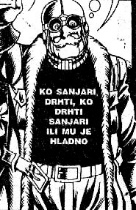 KO SANJARI,
DRHTI, KO
DRHTI
SANJARI
ILI MU JE
HLADNO